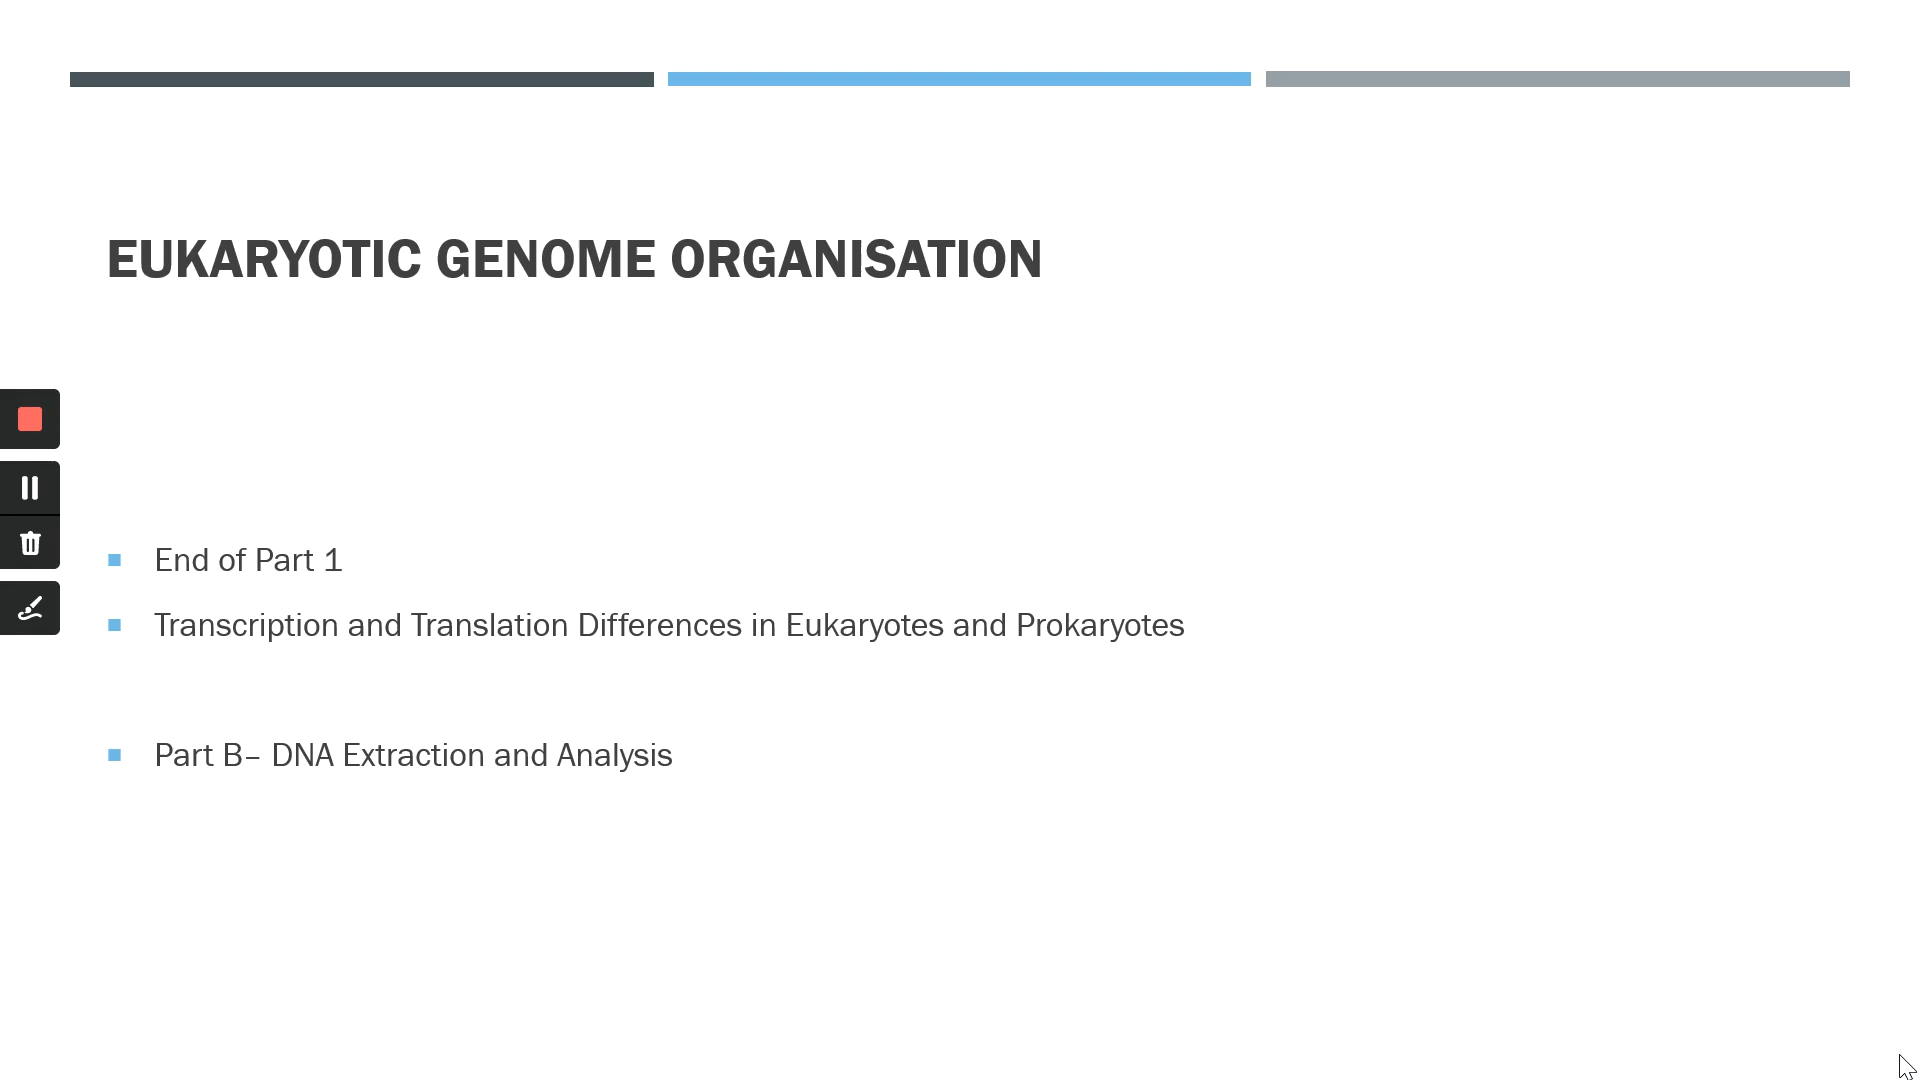 EUKARYOTIC GENOME ORGANISATION
End of Part 1
Transcription and Translation Differences in Eukaryotes and Prokaryotes
Part B– DNA Extraction and Analysis